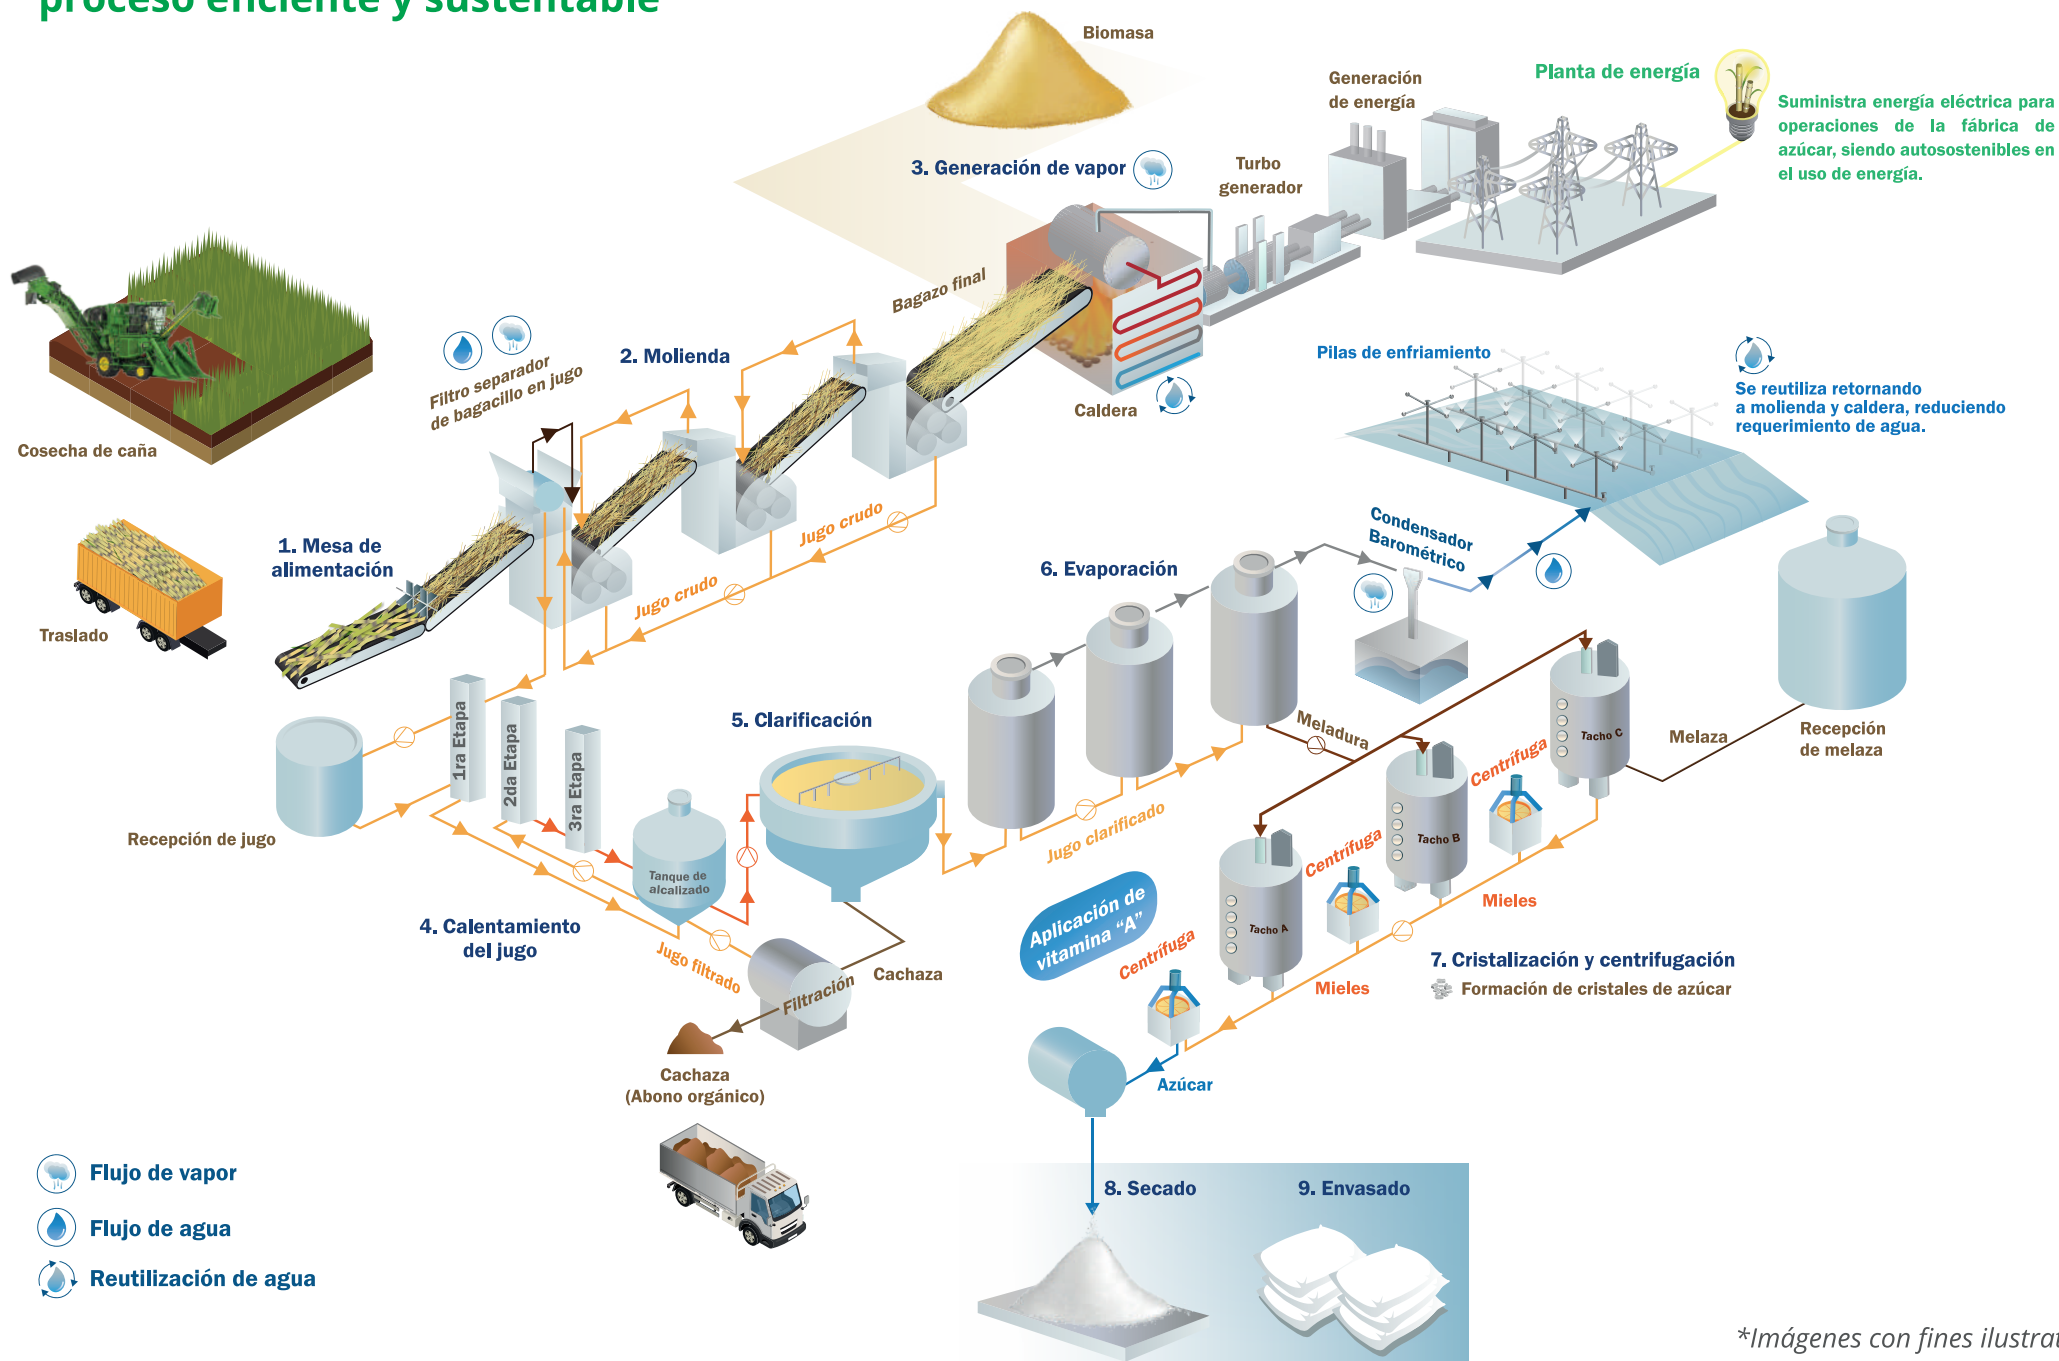 proceso eficiente y sustentable
Biomasa
Generación
de energía
Planta de energía
Suministra energía eléctrica para
operaciones de la fábrica de
azúcar, siendo autosostenibles en
el uso de energía.
3. Generación de vapor
Turbo
generador
Bagazo final
Caldera
Cosecha de caña
Filtro separador
de bagacillo en jugo
2. Molienda
Pilas de enfriamiento
Se reutiliza retornando
a molienda y caldera, reduciendo
requerimiento de agua.
Traslado
1. Mesa de
alimentación
Jugo crudo
Jugo crudo
6. Evaporación
Condensador
Barométrico
Recepción de jugo
1ra Etapa
2da Etapa
3ra Etapa
Tanque de
alcalizado
5. Clarificación
Meladura
Jugo clarificado
Tacho C
Melaza
Recepción
de melaza
Centrífuga
Tacho B
Centrífuga
Tacho A
Centrífuga
Mieles
Mieles
4. Calentamiento
del jugo
Jugo filtrado
Filtración
Cachaza
Cachaza
(Abono orgánico)
Aplicación de
vitamina “A”
7. Cristalización y centrifugación
Formación de cristales de azúcar
Azúcar
8. Secado
9. Envasado
Flujo de vapor
Flujo de agua
Reutilización de agua
*Imágenes con fines ilustrat